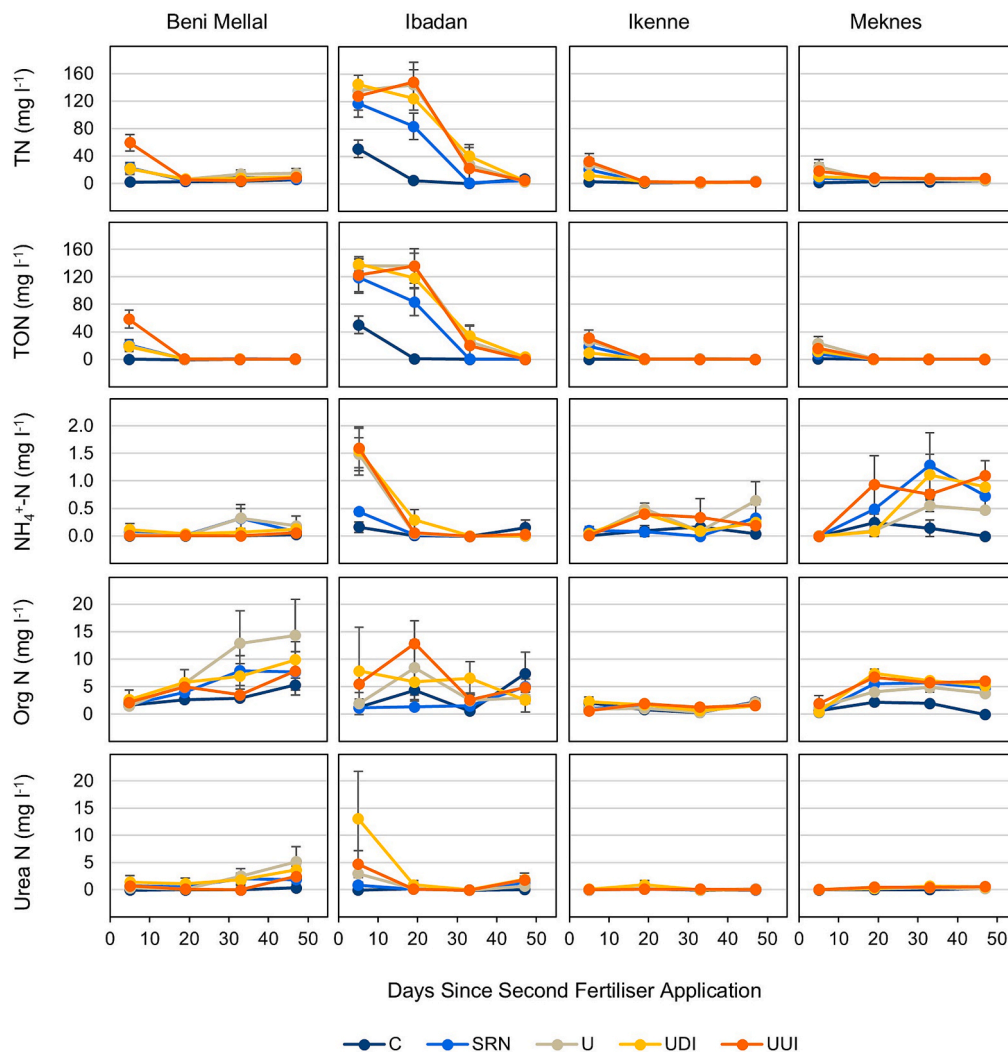 Beni Mellal Ibadan Ikenne Meknes
TN (mg l⁻¹)
160
120
80
40
0
TON (mg l⁻¹)
160
120
80
40
0
NH₄⁺-N (mg l⁻¹)
2.0
1.5
1.0
0.5
0.0
Org N (mg l⁻¹)
20
15
10
5
0
Urea N (mg l⁻¹)
20
15
10
5
0
0 10 20 30 40 50 0 10 20 30 40 50 0 10 20 30 40 50 0 10 20 30 40 50
Days Since Second Fertiliser Application
C SRN U UDI UUI